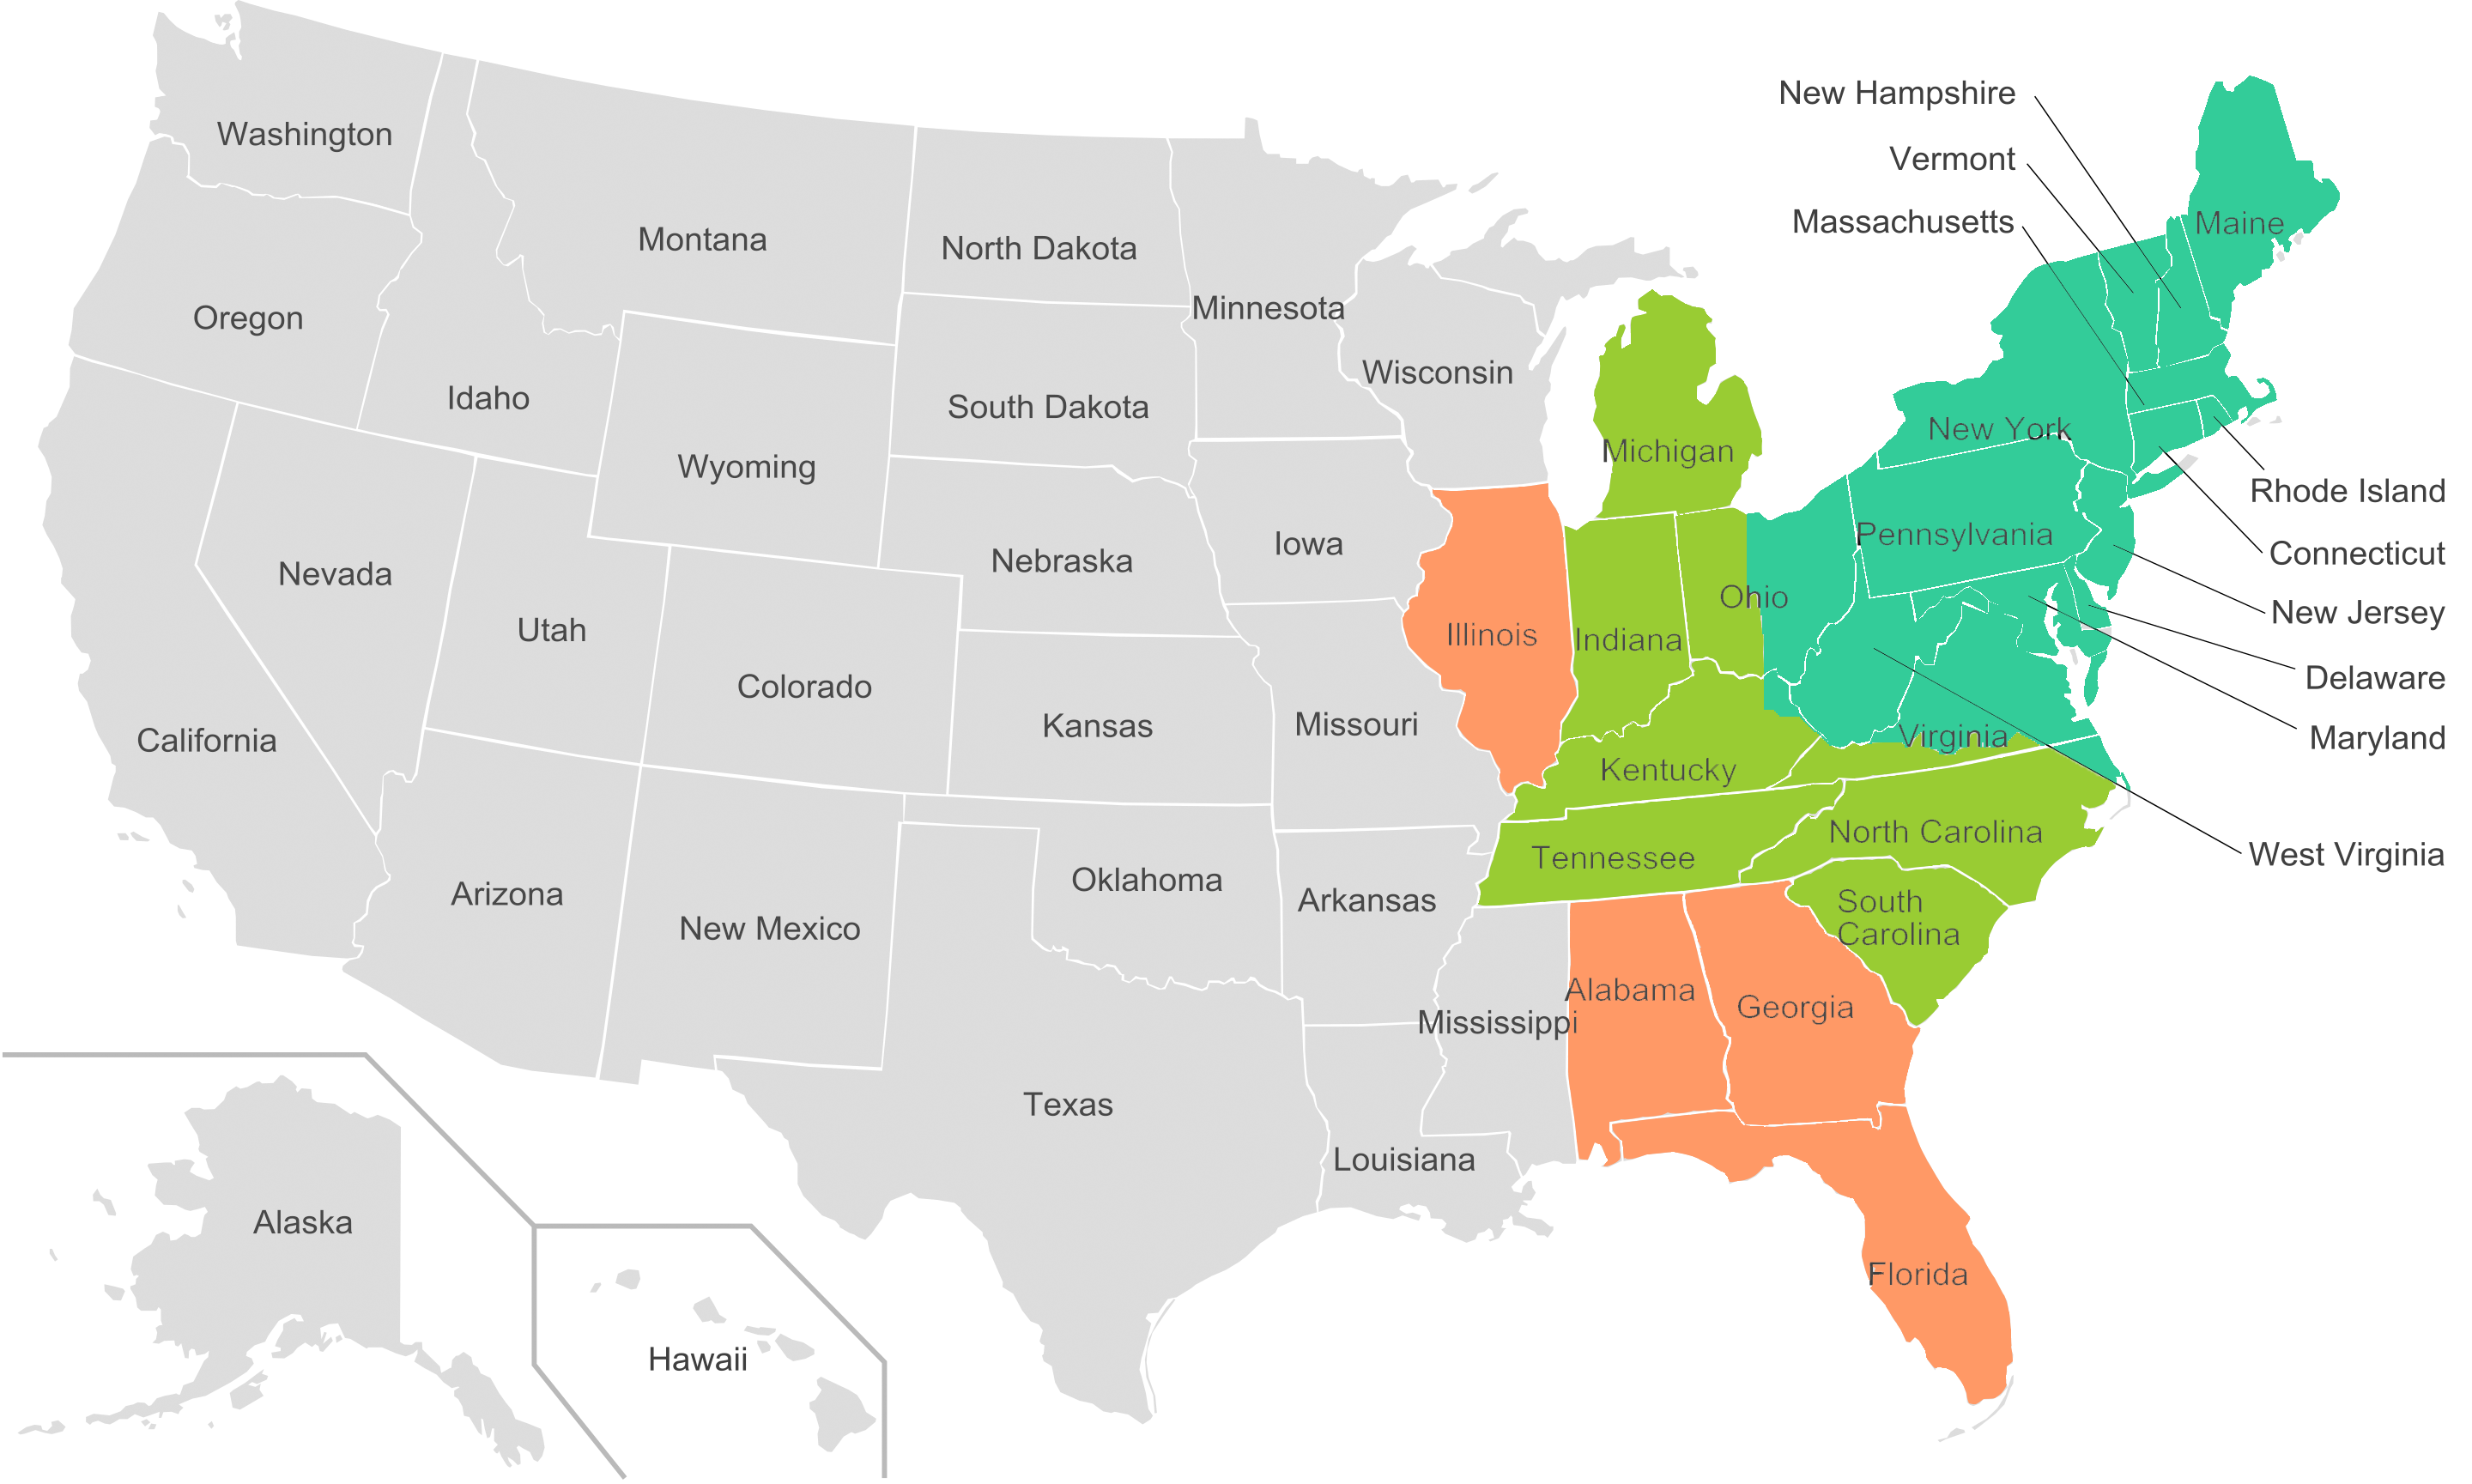 New Hampshire
Washington
Vermont
Massachusetts
Maine
Montana
North Dakota
Minnesota
Oregon
Wisconsin
Idaho
South Dakota
New York
Michigan
Wyoming
Rhode Island
Pennsylvania
Iowa
Connecticut
Nebraska
Nevada
Ohio
New Jersey
Utah
Illinois
Indiana
Delaware
Colorado
Kansas
Missouri
Virginia
Maryland
California
Kentucky
North Carolina
West Virginia
Tennessee
Oklahoma
Arizona
Arkansas
South
Carolina
New Mexico
Alabama
Georgia
Mississippi
Texas
Louisiana
Alaska
Florida
Hawaii